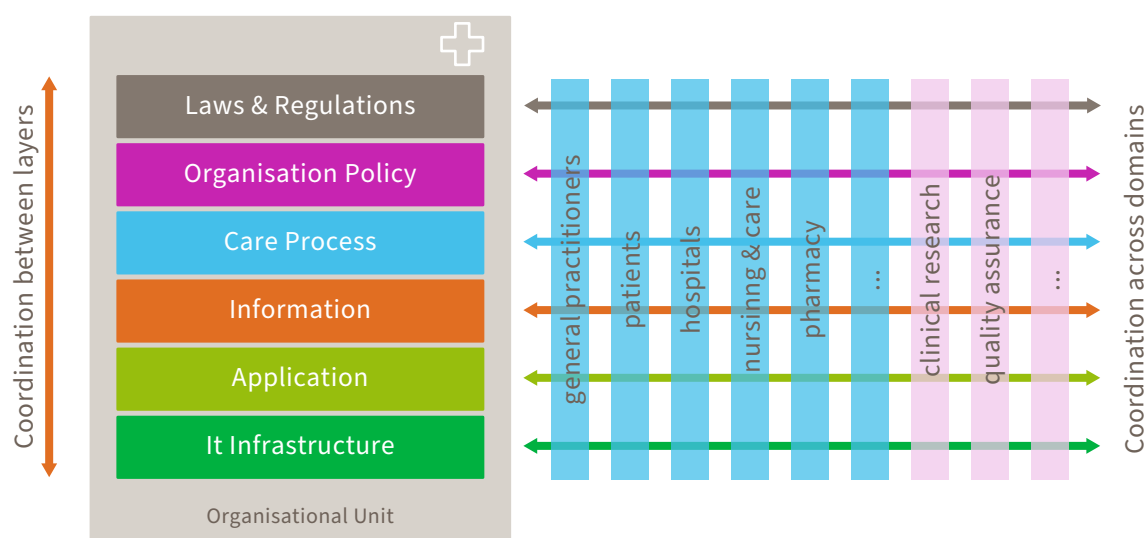 Coordination between layers
Laws & Regulations
Organisation Policy
Care Process
Information
Application
It Infrastructure
Organisational Unit
general practitioners
patients
hospitals
nursinng & care
pharmacy
...
clinical research
quality assurance
...
Coordination across domains